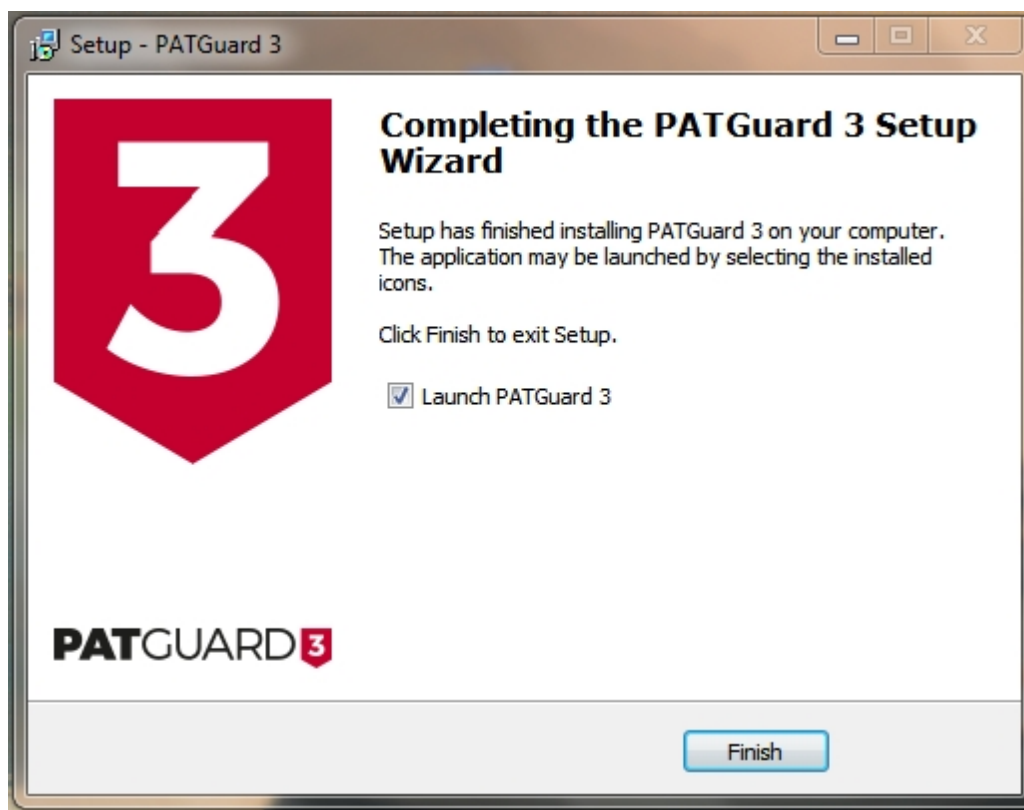 Setup - PATGuard 3
3
Completing the PATGuard 3 Setup
Wizard
Setup has finished installing PATGuard 3 on your computer.
The application may be launched by selecting the installed
icons.
Click Finish to exit Setup.
Launch PATGuard 3
PATGUARD 3
Finish